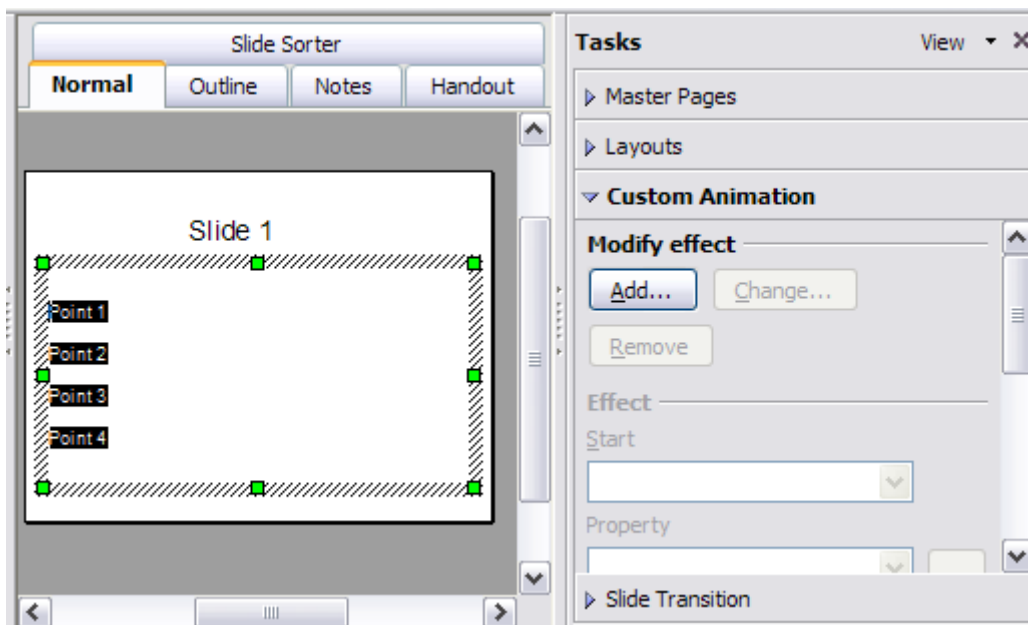 Slide Sorter
Normal Outline Notes Handout
Slide 1
Point 1
Point 2
Point 3
Point 4
Tasks View
Master Pages
Layouts
Custom Animation
Modify effect
Add... Change...
Remove
Effect
Start
Property
Slide Transition